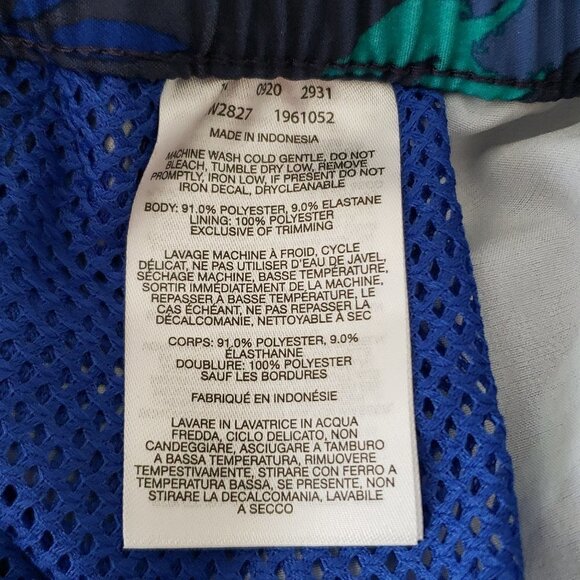 0920 2931
2827 1961052
MADE IN INDONESIA
MACHINE WASH COLD GENTLE, DO NOT
BLEACH, TUMBLE DRY LOW, REMOVE
PROMPTLY, IRON LOW, IF PRESENT DO NOT
IRON DECAL, DRYCLEANABLE
BODY: 91.0% POLYESTER, 9.0% ELASTANE
LINING: 100% POLYESTER
EXCLUSIVE OF TRIMMING
LAVAGE MACHINE À FROID, CYCLE
DÉLICAT, NE PAS UTILISER D'EAU DE JAVEL,
SÉCHAGE MACHINE, BASSE TEMPÉRATURE,
SORTIR IMMÉDIATEMENT DE LA MACHINE,
REPASSER À BASSE TEMPÉRATURE, LE
CAS ÉCHÉANT, NE PAS REPASSER LA
DÉCALCOMANIE, NETTOYABLE À SEC
CORPS: 91.0% POLYESTER, 9.0%
ÉLASTHANNE
DOUBLURE: 100% POLYESTER
SAUF LES BORDURES
FABRIQUÉ EN INDONÉSIE
LAVARE IN LAVATRICE IN ACQUA
FREDDA, CICLO DELICATO, NON
CANDEGGIARE, ASCIUGARE A TAMBURO
A BASSA TEMPERATURA, RIMUOVERE
TEMPESTIVAMENTE, STIRARE CON FERRO A
TEMPERATURA BASSA, SE PRESENTE, NON
STIRARE LA DECALCOMANIA, LAVABILE
A SECCO